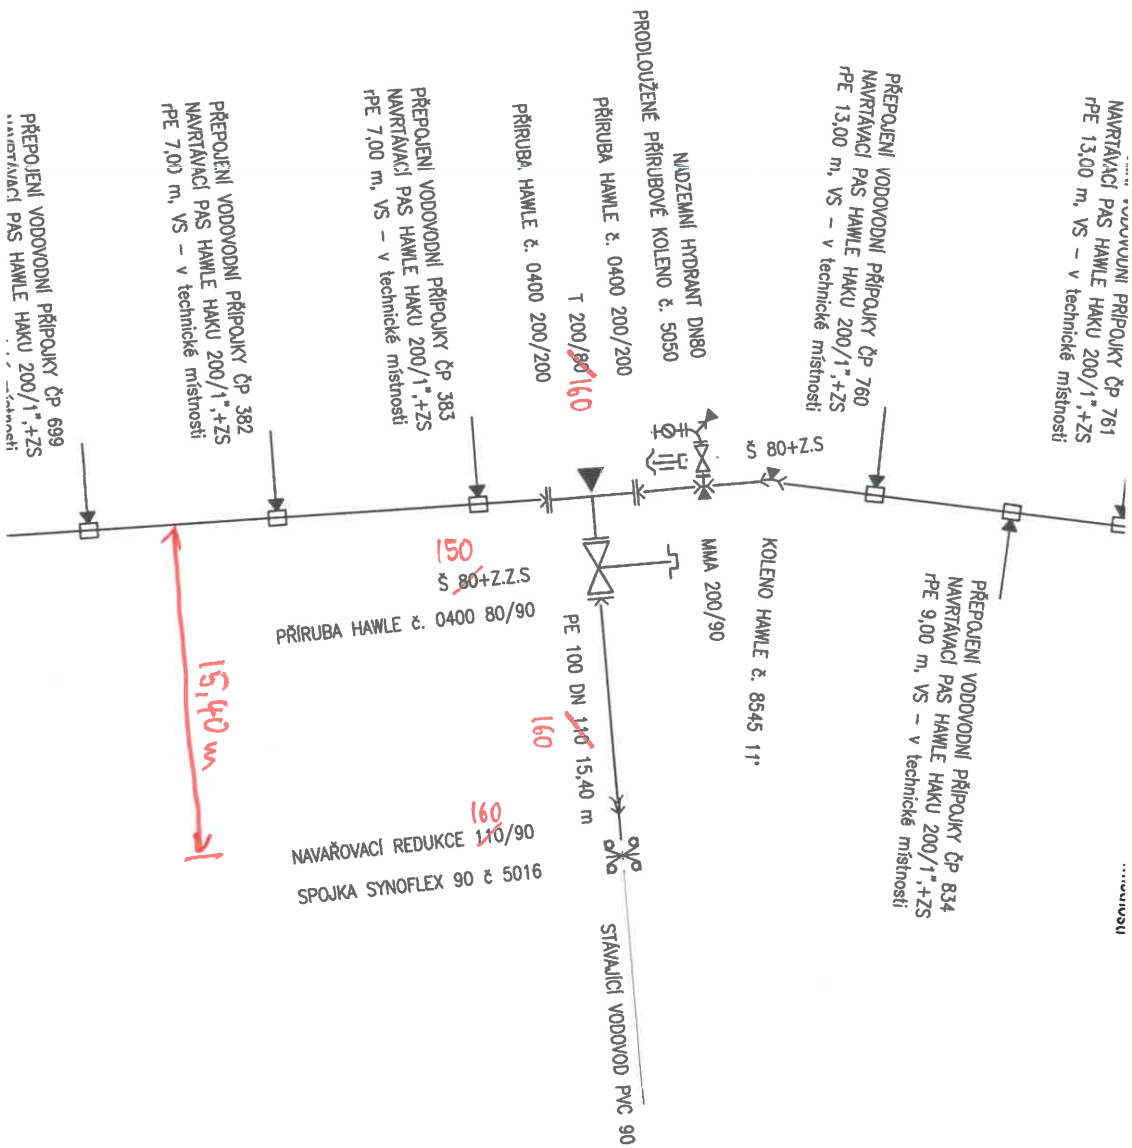 PŘEPOJENÍ VODOVODNÍ PŘÍPOJKY ČP 699
NAVRTÁVACÍ PAS HAWLE HAKU 200/1",+ZS
PŘEPOJENÍ VODOVODNÍ PŘÍPOJKY ČP 382
NAVRTÁVACÍ PAS HAWLE HAKU 200/1",+ZS
rPE 7,00 m, VS – v technické místnosti
PŘEPOJENÍ VODOVODNÍ PŘÍPOJKY ČP 383
NAVRTÁVACÍ PAS HAWLE HAKU 200/1",+ZS
rPE 7,00 m, VS – v technické místnosti
PŘÍRUBA HAWLE č. 0400 200/200
T 200/80
160
PŘÍRUBA HAWLE č. 0400 200/200
PRODLOUŽENÉ PŘÍRUBOVÉ KOLENO č. 5050
NADZEMNÍ HYDRANT DN80
PŘEPOJENÍ VODOVODNÍ PŘÍPOJKY ČP 760
NAVRTÁVACÍ PAS HAWLE HAKU 200/1",+ZS
rPE 13,00 m, VS – v technické místnosti
VODOVODNÍ PŘÍPOJKY ČP 761
NAVRTÁVACÍ PAS HAWLE HAKU 200/1",+ZS
rPE 13,00 m, VS – v technické místnosti
Š 80+Z.S
150
Š 80+Z.Z.S
PŘÍRUBA HAWLE č. 0400 80/90
MMA 200/90
KOLENO HAWLE č. 8545 11°
PŘEPOJENÍ VODOVODNÍ PŘÍPOJKY ČP 834
NAVRTÁVACÍ PAS HAWLE HAKU 200/1",+ZS
rPE 9,00 m, VS – v technické místnosti
PE 100 DN 110 15,40 m
160
15,40 m
160
NAVAŘOVACÍ REDUKCE 110/90
SPOJKA SYNOFLEX 90 č 5016
STÁVAJÍCÍ VODOVOD PVC 90